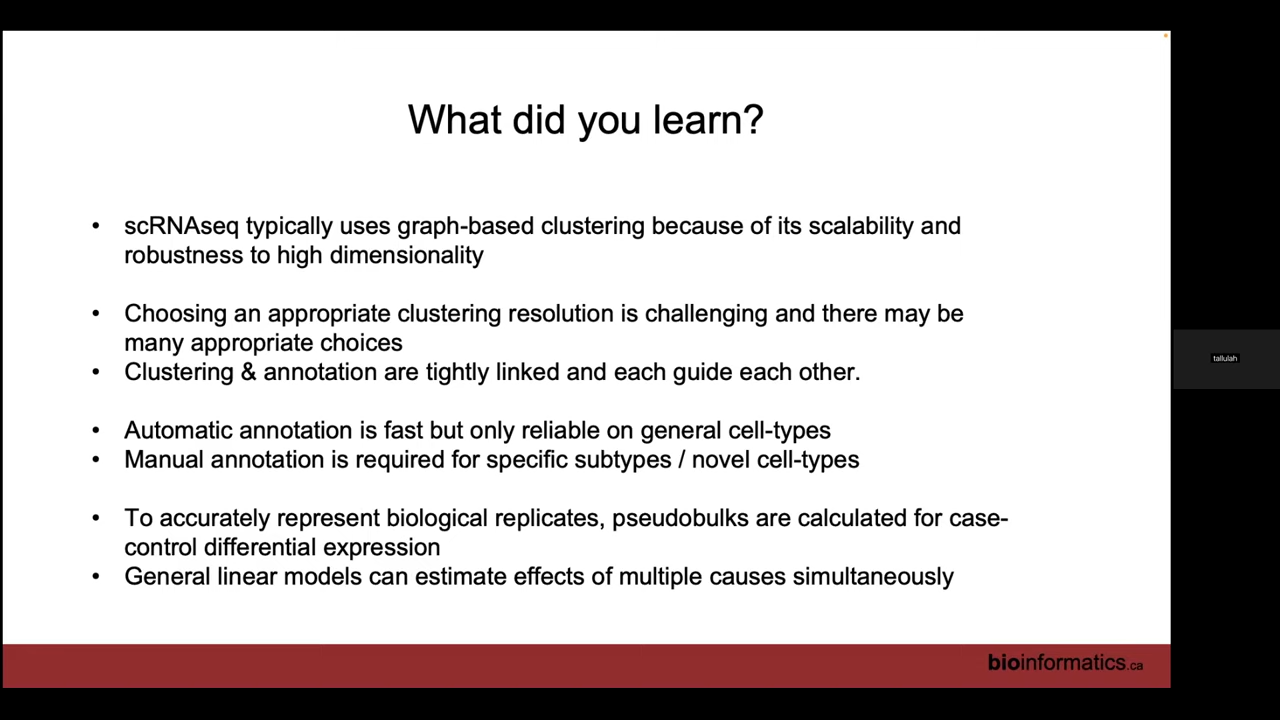 What did you learn?
• scRNAseq typically uses graph-based clustering because of its scalability and
robustness to high dimensionality
• Choosing an appropriate clustering resolution is challenging and there may be
many appropriate choices
• Clustering & annotation are tightly linked and each guide each other.
• Automatic annotation is fast but only reliable on general cell-types
• Manual annotation is required for specific subtypes / novel cell-types
• To accurately represent biological replicates, pseudobulks are calculated for case-
control differential expression
• General linear models can estimate effects of multiple causes simultaneously
bioinformatics.ca
tallulah